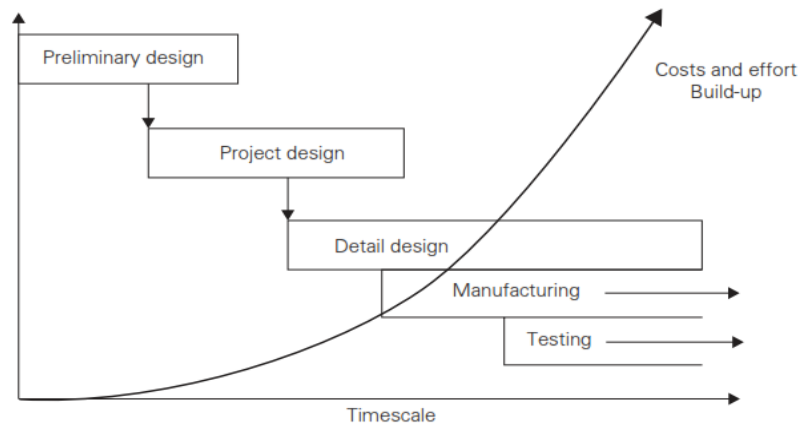 Preliminary design
Costs and effort
Build-up
Project design
Detail design
Manufacturing
Testing
Timescale